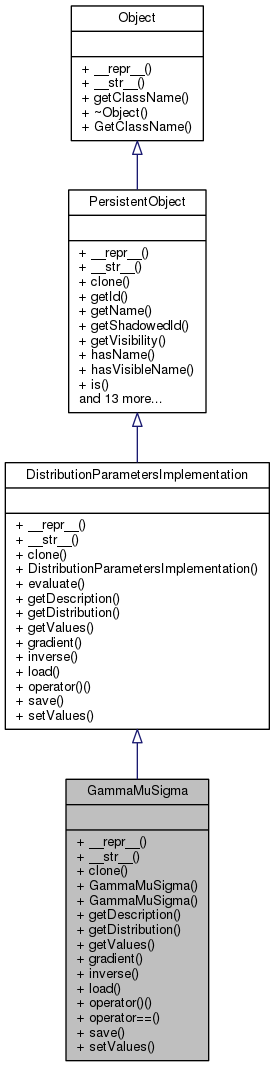 Object
+ __repr__()
+ __str__()
+ getClassName()
+ ~Object()
+ GetClassName()
PersistentObject
+ __repr__()
+ __str__()
+ clone()
+ getId()
+ getName()
+ getShadowedId()
+ getVisibility()
+ hasName()
+ hasVisibleName()
+ is()
and 13 more...
DistributionParametersImplementation
+ __repr__()
+ __str__()
+ clone()
+ DistributionParametersImplementation()
+ evaluate()
+ getDescription()
+ getDistribution()
+ getValues()
+ gradient()
+ inverse()
+ load()
+ operator()()
+ save()
+ setValues()
GammaMuSigma
+ __repr__()
+ __str__()
+ clone()
+ GammaMuSigma()
+ GammaMuSigma()
+ getDescription()
+ getDistribution()
+ getValues()
+ gradient()
+ inverse()
+ load()
+ operator()()
+ operator==()
+ save()
+ setValues()